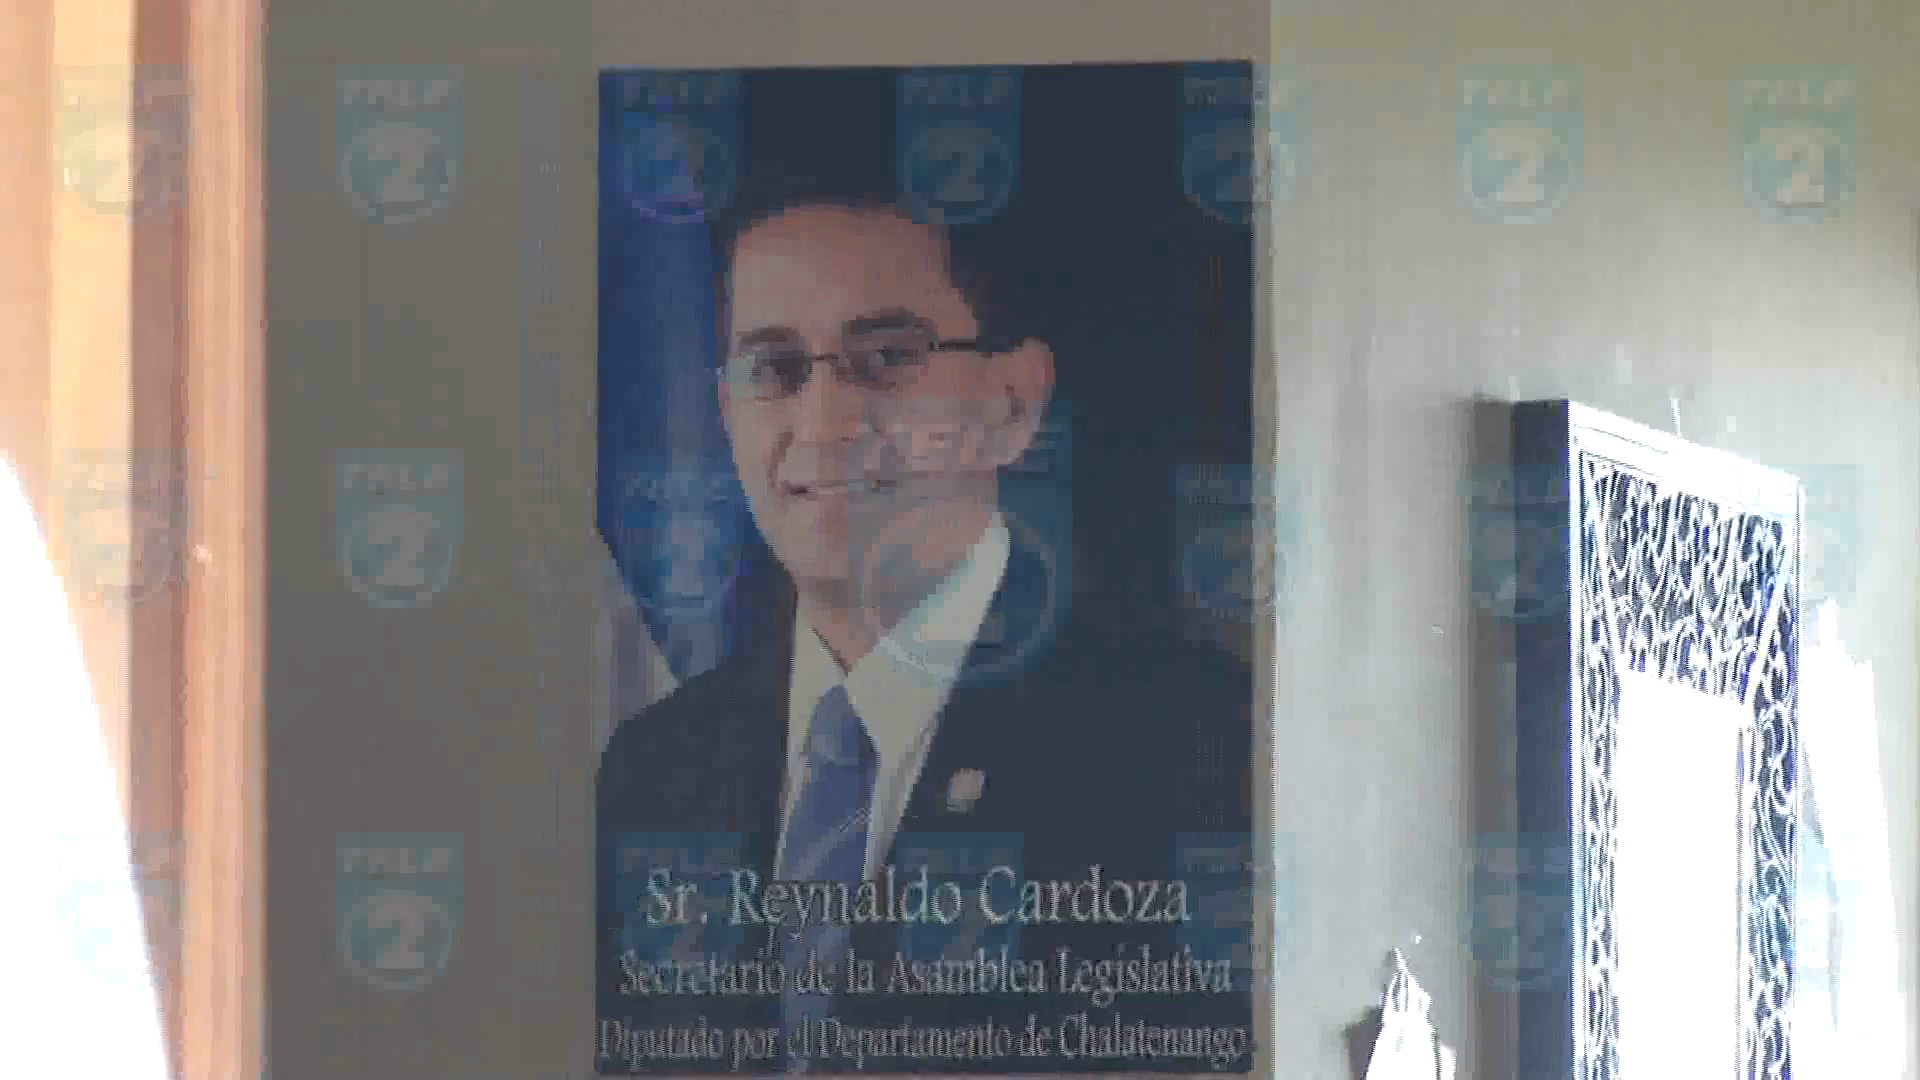 Sr. Reynaldo Cardoza
Secretario de la Asamblea Legislativa
Diputado por el Departamento de Chalatenango